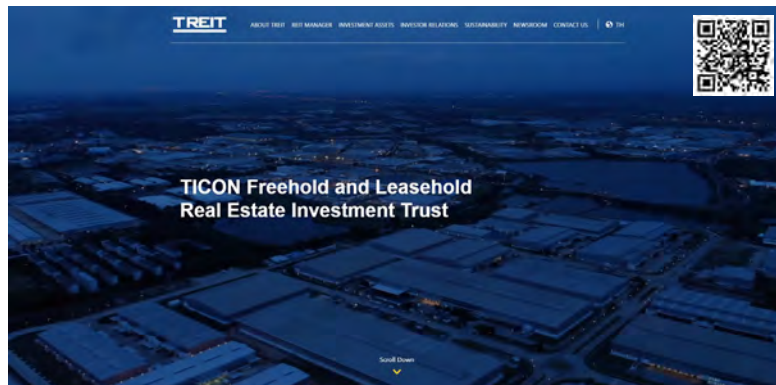 TREIT
ABOUT TREIT REIT MANAGER INVESTMENT ASSETS INVESTOR RELATIONS SUSTAINABILITY NEWSROOM CONTACT US TH
TICON Freehold and Leasehold
Real Estate Investment Trust
Scroll Down